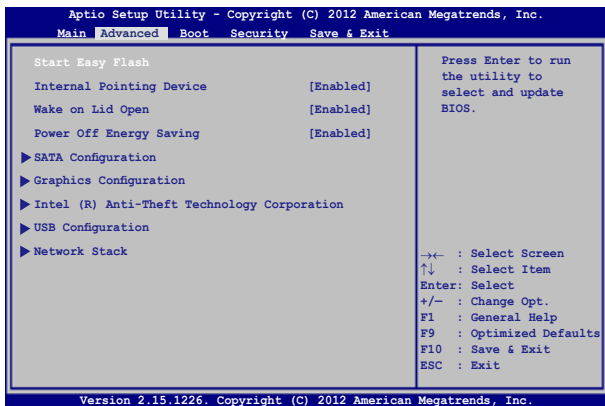 Aptio Setup Utility - Copyright (C) 2012 American Megatrends, Inc.
Main Advanced Boot Security Save & Exit
Start Easy Flash
Internal Pointing Device [Enabled]
Wake on Lid Open [Enabled]
Power Off Energy Saving [Enabled]
SATA Configuration
Graphics Configuration
Intel (R) Anti-Theft Technology Corporation
USB Configuration
Network Stack
Press Enter to run
the utility to
select and update
BIOS.
→← : Select Screen
↑↓ : Select Item
Enter: Select
+/— : Change Opt.
F1 : General Help
F9 : Optimized Defaults
F10 : Save & Exit
ESC : Exit
Version 2.15.1226. Copyright (C) 2012 American Megatrends, Inc.